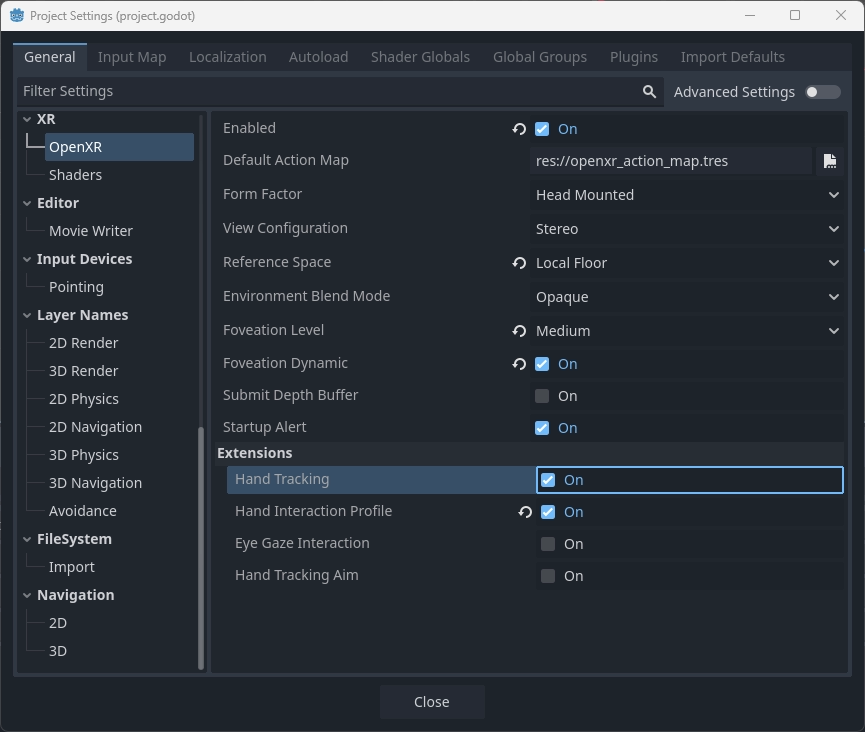 Project Settings (project.godot)
General Input Map Localization Autoload Shader Globals Global Groups Plugins Import Defaults
Filter Settings Advanced Settings
XR
OpenXR
Shaders
Editor
Movie Writer
Input Devices
Pointing
Layer Names
2D Render
3D Render
2D Physics
2D Navigation
3D Physics
3D Navigation
Avoidance
FileSystem
Import
Navigation
2D
3D
Enabled On
Default Action Map res://openxr_action_map.tres
Form Factor Head Mounted
View Configuration Stereo
Reference Space Local Floor
Environment Blend Mode Opaque
Foveation Level Medium
Foveation Dynamic On
Submit Depth Buffer On
Startup Alert On
Extensions
Hand Tracking On
Hand Interaction Profile On
Eye Gaze Interaction On
Hand Tracking Aim On
Close